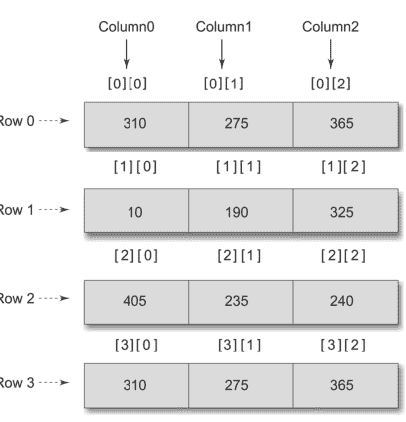 Column0 Column1 Column2
[0][0] [0][1] [0][2]
Row 0 310 275 365
[1][0] [1][1] [1][2]
Row 1 10 190 325
[2][0] [2][1] [2][2]
Row 2 405 235 240
[3][0] [3][1] [3][2]
Row 3 310 275 365